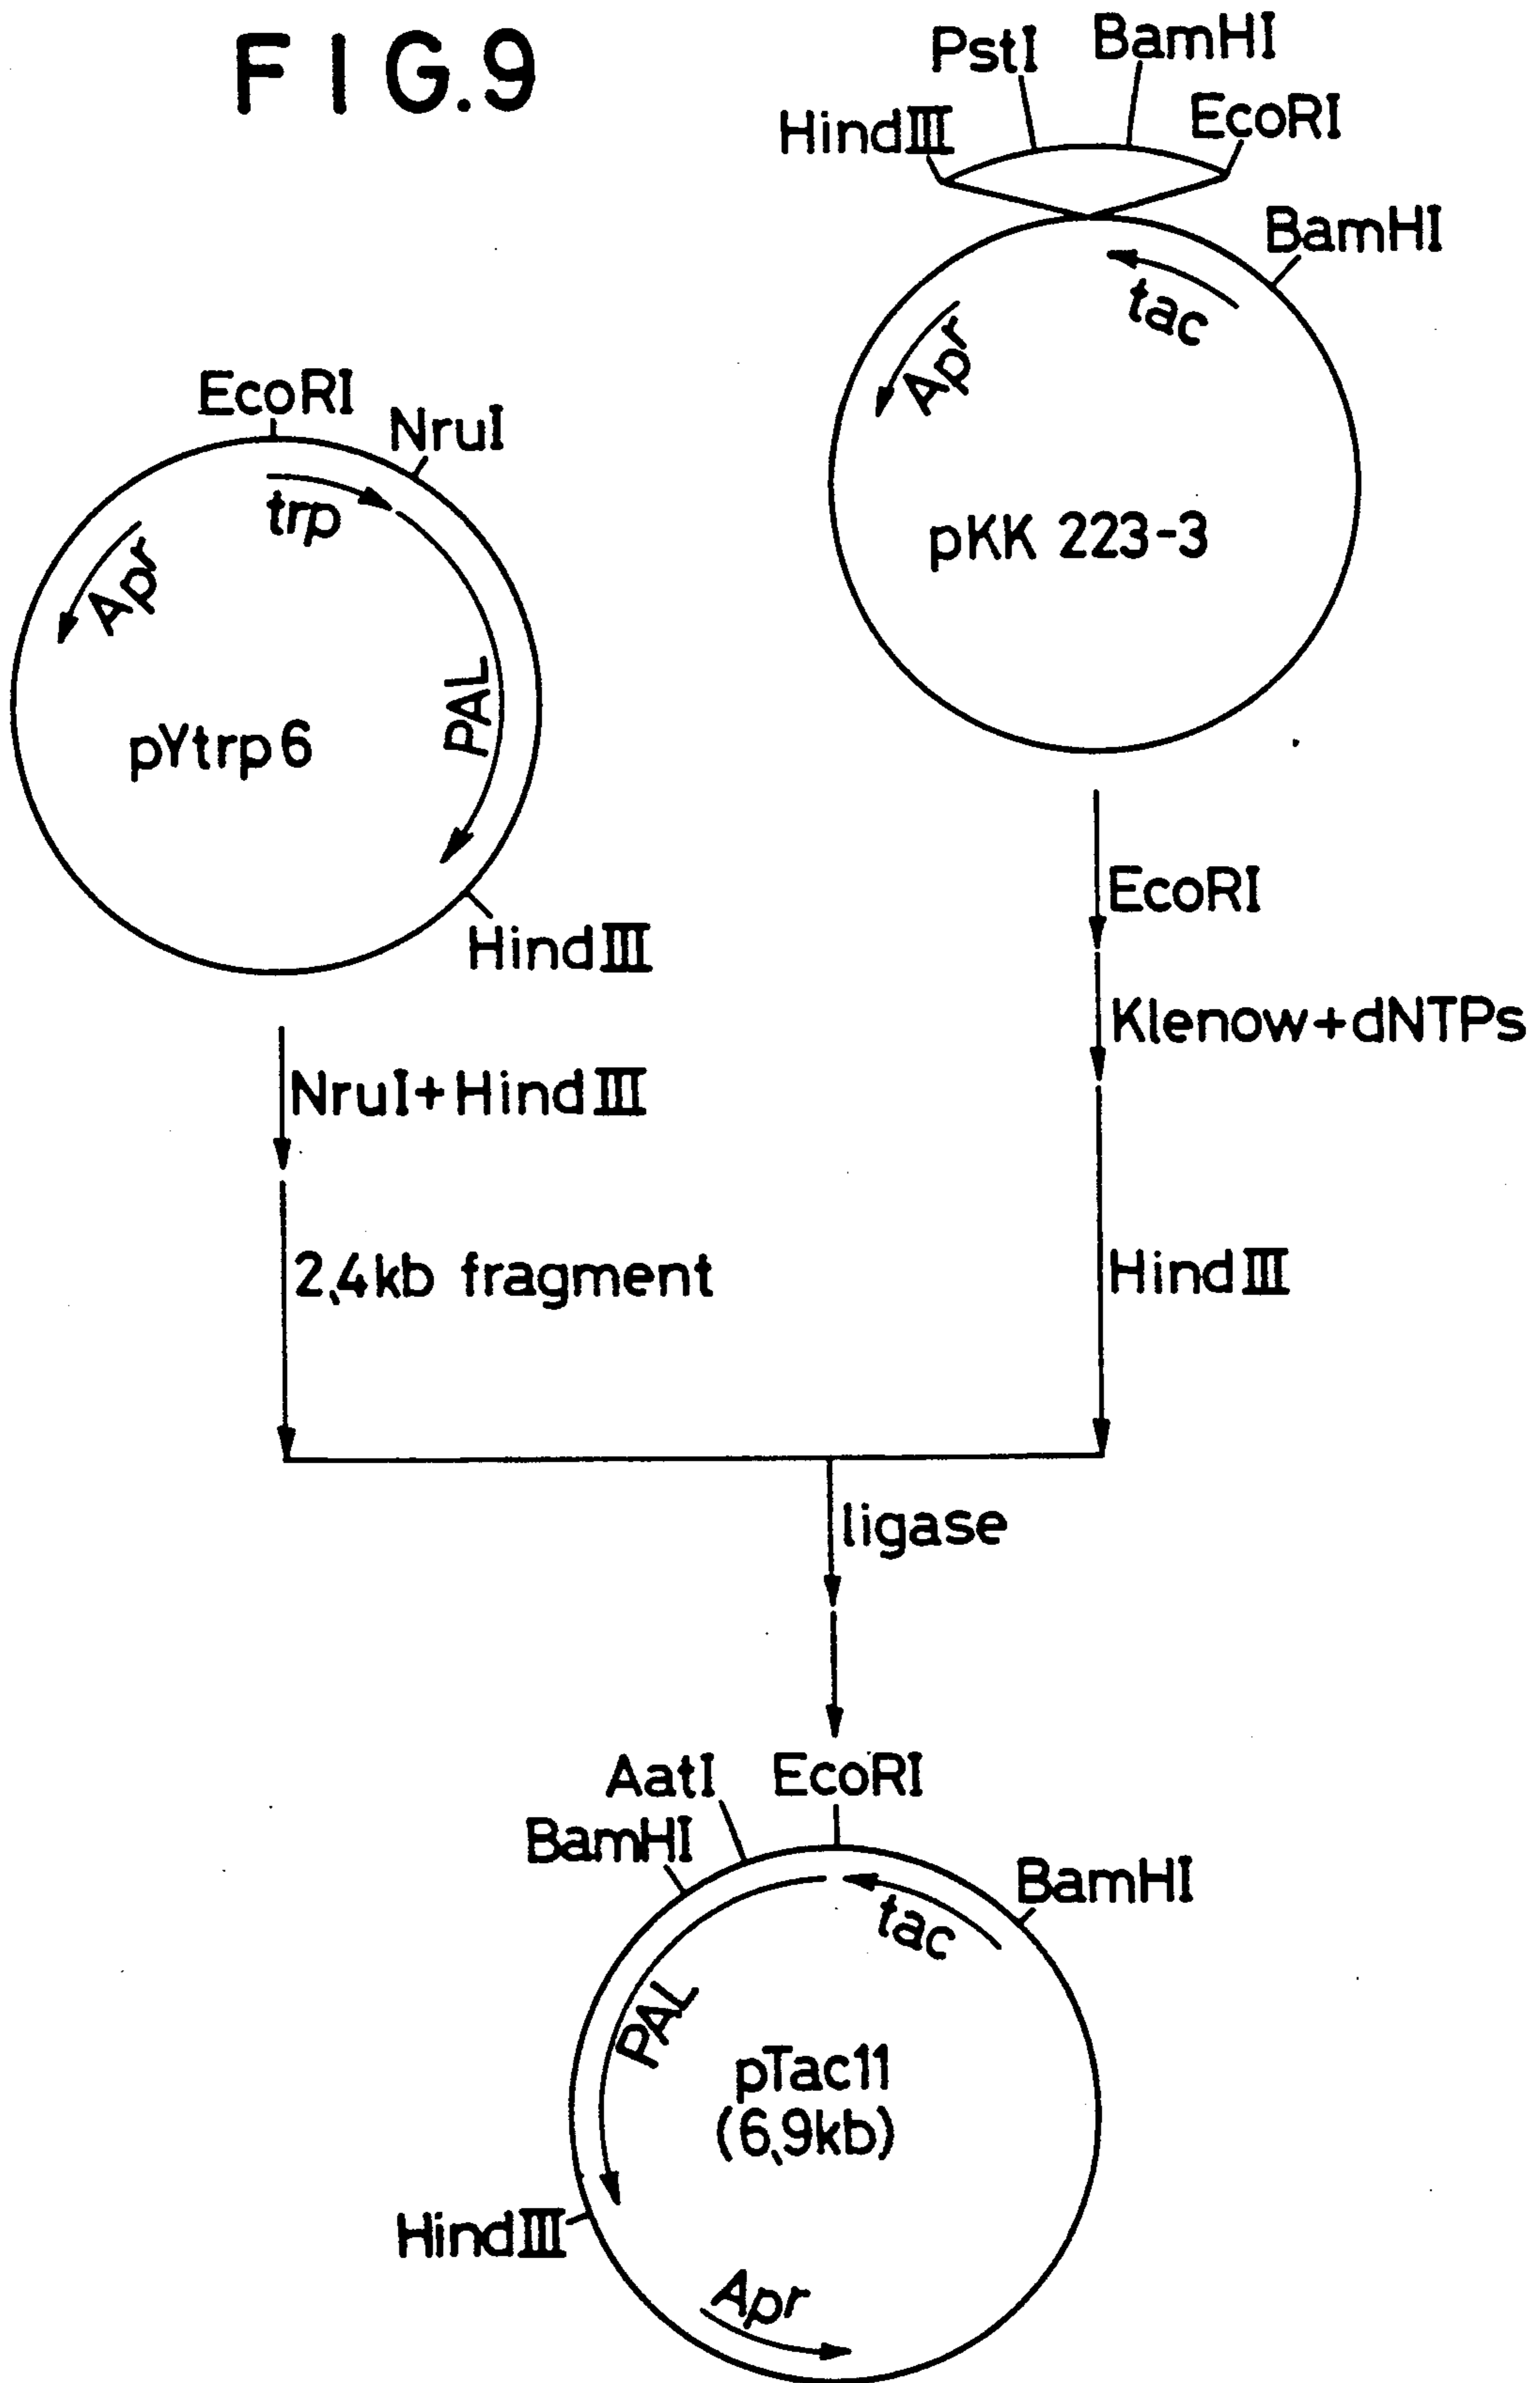 FIG.9
PstI
BamHI
HindIII
EcoRI
BamHI
tac
Apr
pKK 223-3
EcoRI
NruI
trp
Apr
PAL
pYtrp6
HindIII
EcoRI
Klenow+dNTPs
NruI+HindIII
2.4kb fragment
HindIII
ligase
AatI
EcoRI
BamHI
BamHI
tac
PAL
pTac11
(6.9kb)
HindIII
Apr